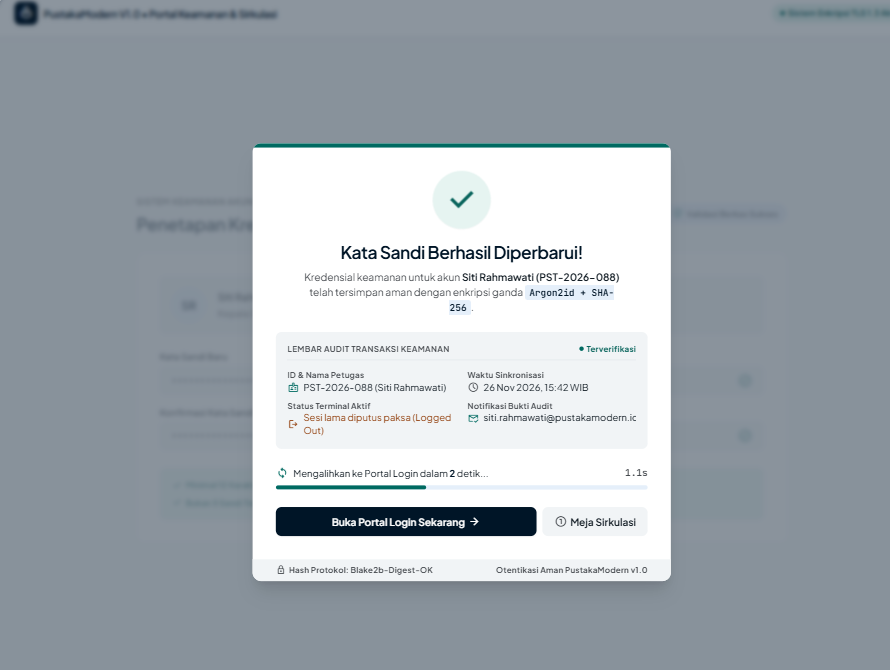 PustakaModern V1.0 • Portal Keamanan & Sirkulasi
Penetapan Kre
Kata Sandi Berhasil Diperbarui!
Kredensial keamanan untuk akun Siti Rahmawati (PST-2026-088)
telah tersimpan aman dengan enkripsi ganda Argon2id + SHA-
256 .
LEMBAR AUDIT TRANSAKSI KEAMANAN
Terverifikasi
ID & Nama Petugas
PST-2026-088 (Siti Rahmawati)
Waktu Sinkronisasi
26 Nov 2026, 15:42 WIB
Status Terminal Aktif
Sesi lama diputus paksa (Logged
Out)
Notifikasi Bukti Audit
siti.rahmawati@pustakamodern.ic
Mengalihkan ke Portal Login dalam 2 detik...
1.1s
Buka Portal Login Sekarang →
Meja Sirkulasi
Hash Protokol: Blake2b-Digest-OK
Otentikasi Aman PustakaModern v1.0